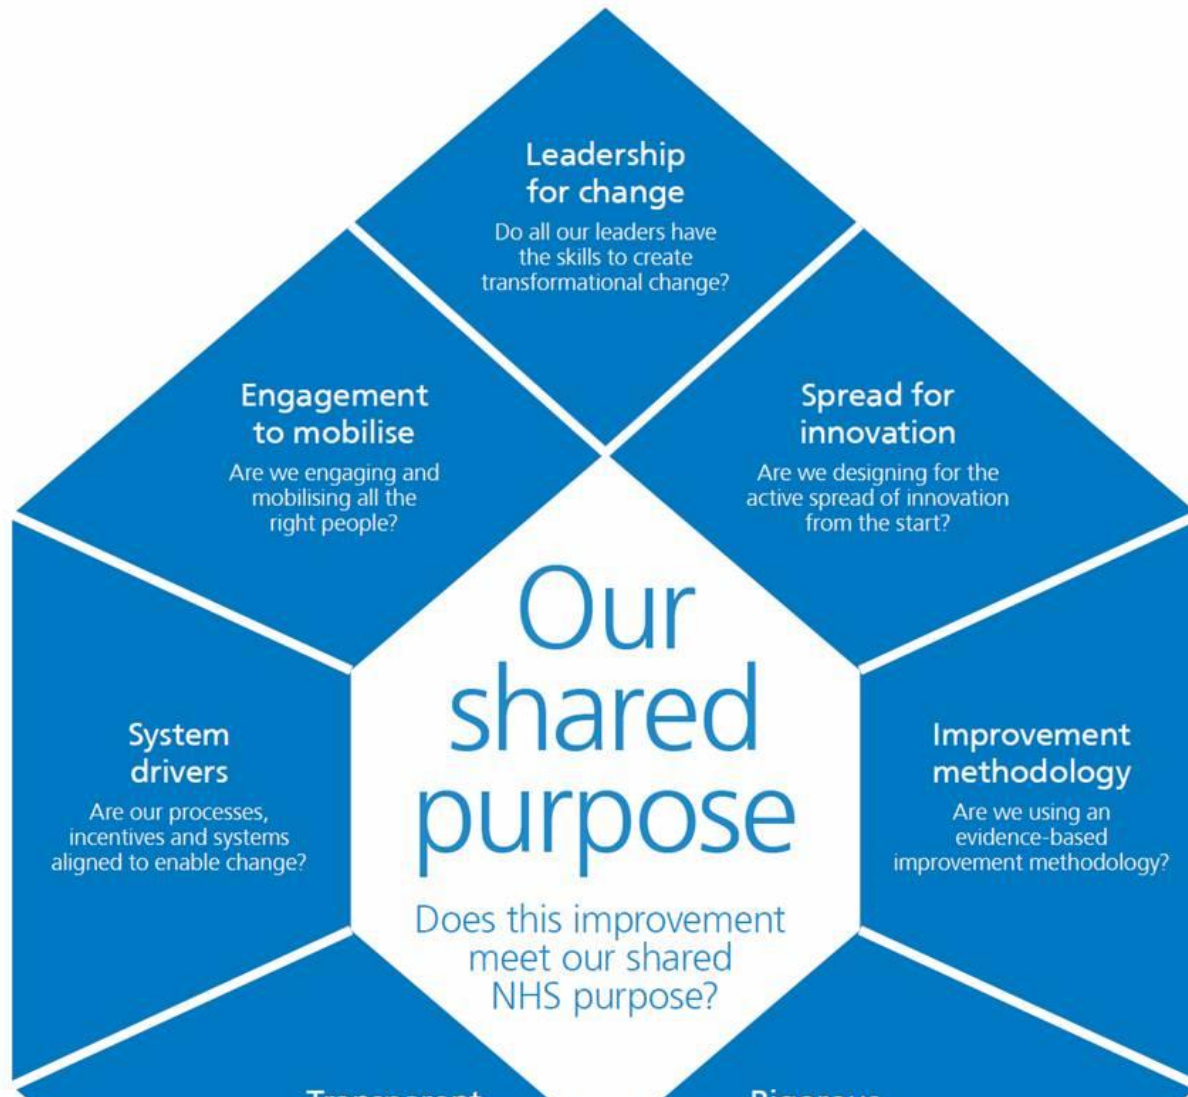 Leadership
for change
Do all our leaders have
the skills to create
transformational change?
Engagement
to mobilise
Are we engaging and
mobilising all the
right people?
Spread for
innovation
Are we designing for the
active spread of innovation
from the start?
Our
shared
purpose
Does this improvement
meet our shared
NHS purpose?
System
drivers
Are our processes,
incentives and systems
aligned to enable change?
Improvement
methodology
Are we using an
evidence-based
improvement methodology?
Transparent
Rigorous